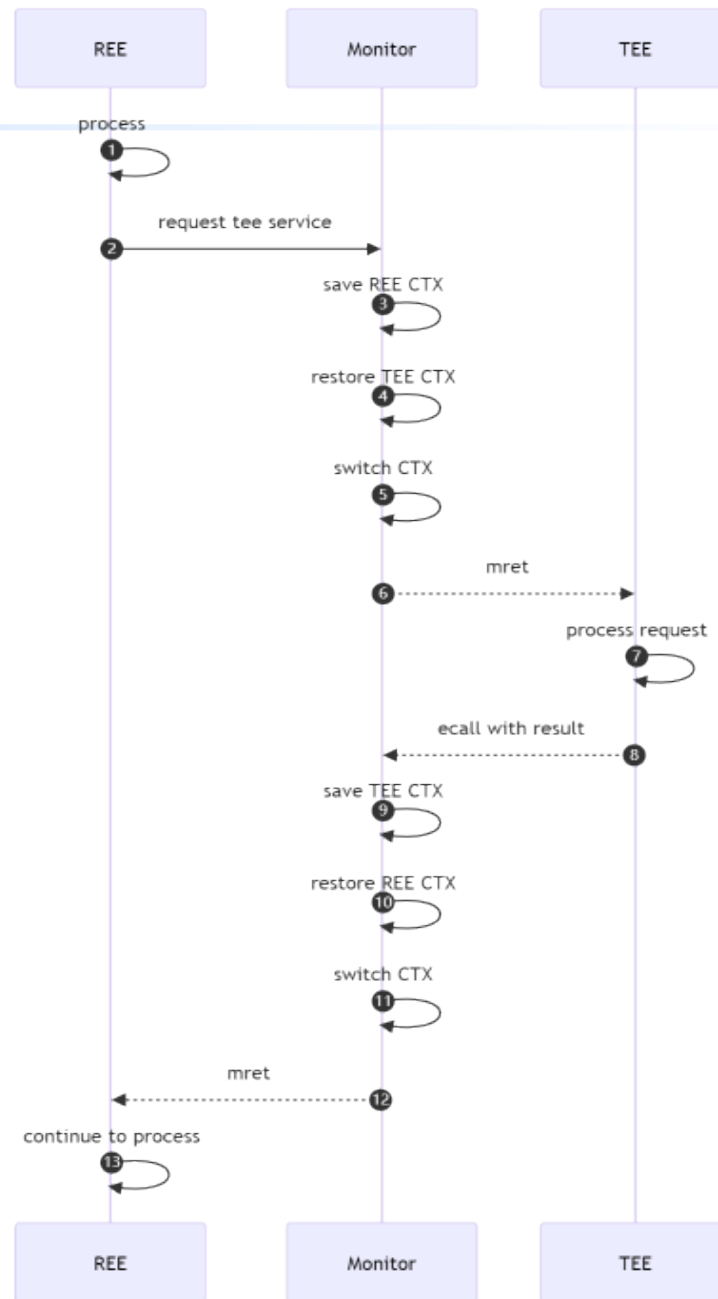 REE Monitor TEE
process
1
request tee service
2
save REE CTX
3
restore TEE CTX
4
switch CTX
5
mret
6
process request
7
ecall with result
8
save TEE CTX
9
restore REE CTX
10
switch CTX
11
mret
12
continue to process
13
REE Monitor TEE